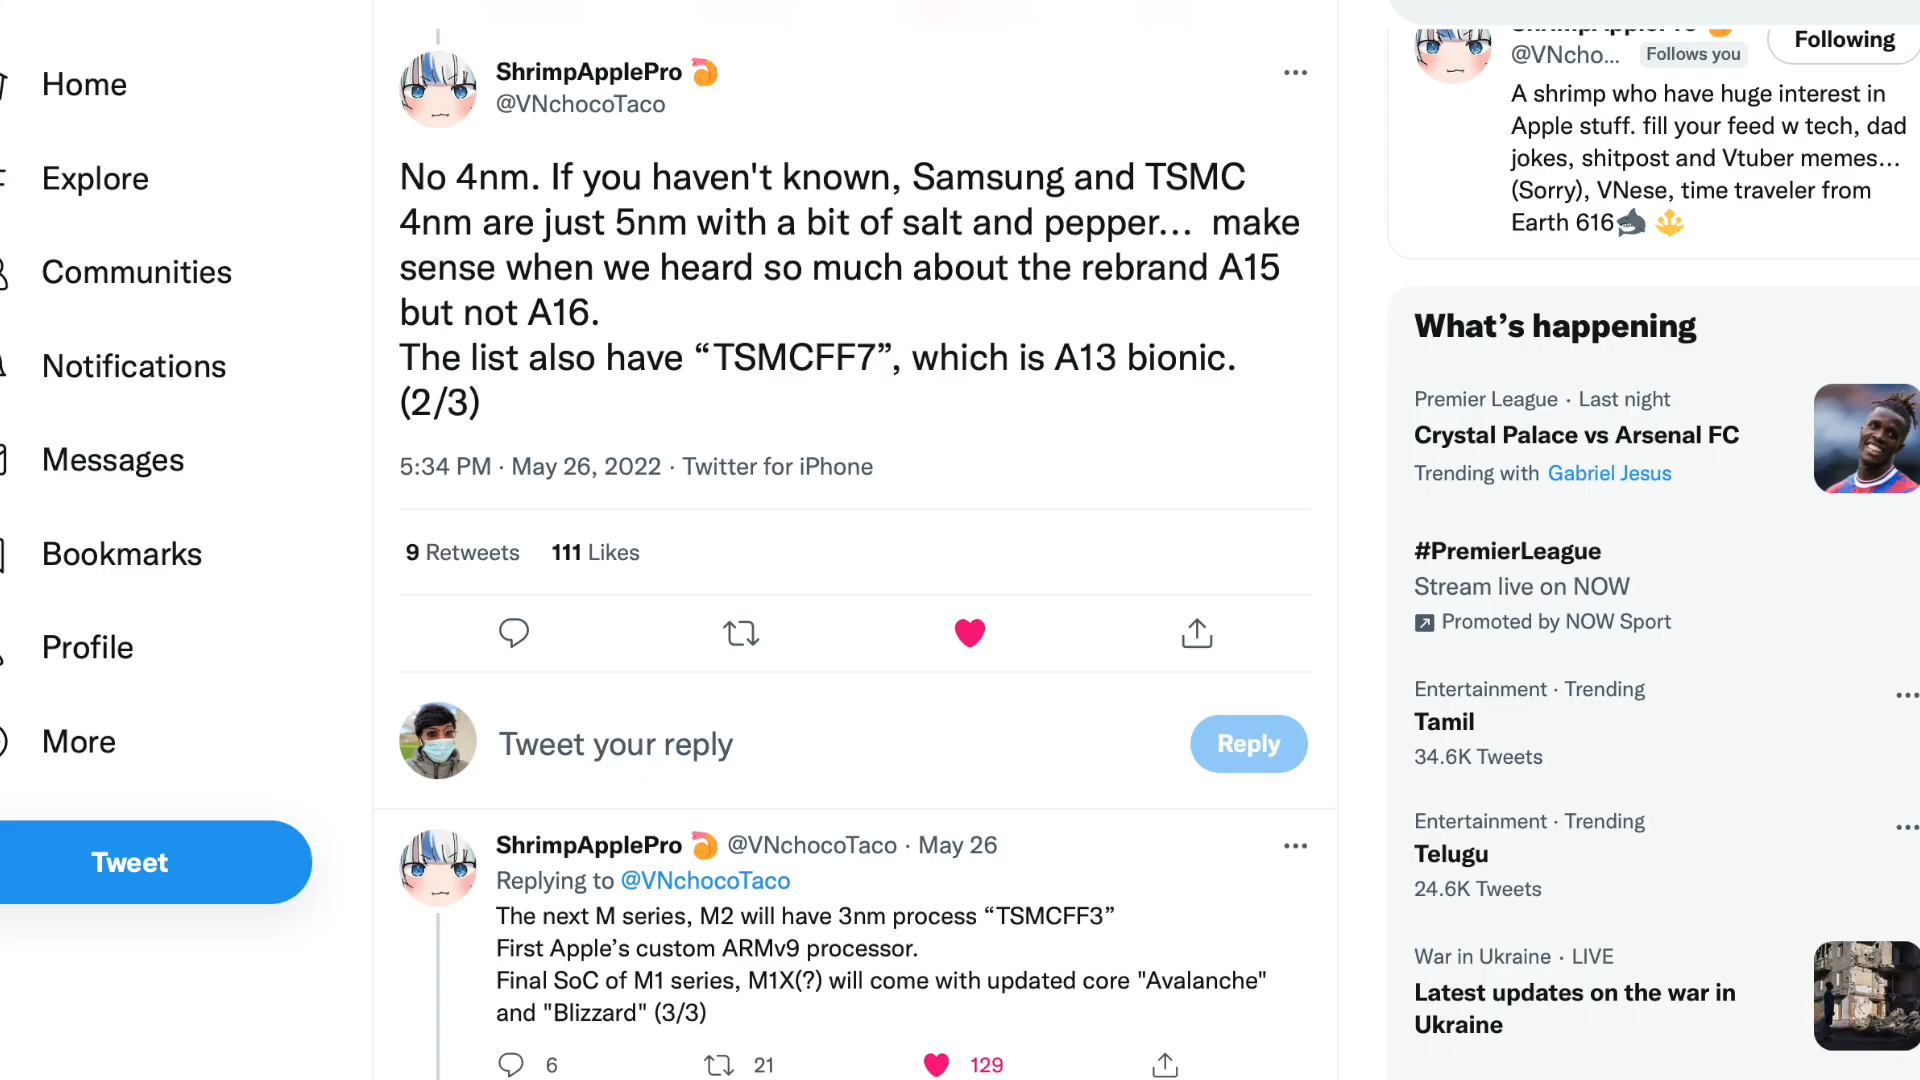 Home
Explore
Communities
Notifications
Messages
Bookmarks
Profile
More
Tweet
ShrimpApplePro
@VNchocoTaco
No 4nm. If you haven't known, Samsung and TSMC
4nm are just 5nm with a bit of salt and pepper... make
sense when we heard so much about the rebrand A15
but not A16.
The list also have “TSMCFF7”, which is A13 bionic.
(2/3)
5:34 PM · May 26, 2022 · Twitter for iPhone
9 Retweets 111 Likes
Tweet your reply
Reply
ShrimpApplePro @VNchocoTaco · May 26
Replying to @VNchocoTaco
The next M series, M2 will have 3nm process “TSMCFF3”
First Apple’s custom ARMv9 processor.
Final SoC of M1 series, M1X(?) will come with updated core "Avalanche"
and "Blizzard" (3/3)
6 21 129
ShrimpApplePro
@VNcho... Follows you
Following
A shrimp who have huge interest in
Apple stuff. fill your feed w tech, dad
jokes, shitpost and Vtuber memes...
(Sorry), VNese, time traveler from
Earth 616
What’s happening
Premier League · Last night
Crystal Palace vs Arsenal FC
Trending with Gabriel Jesus
#PremierLeague
Stream live on NOW
Promoted by NOW Sport
Entertainment · Trending
Tamil
34.6K Tweets
Entertainment · Trending
Telugu
24.6K Tweets
War in Ukraine · LIVE
Latest updates on the war in
Ukraine